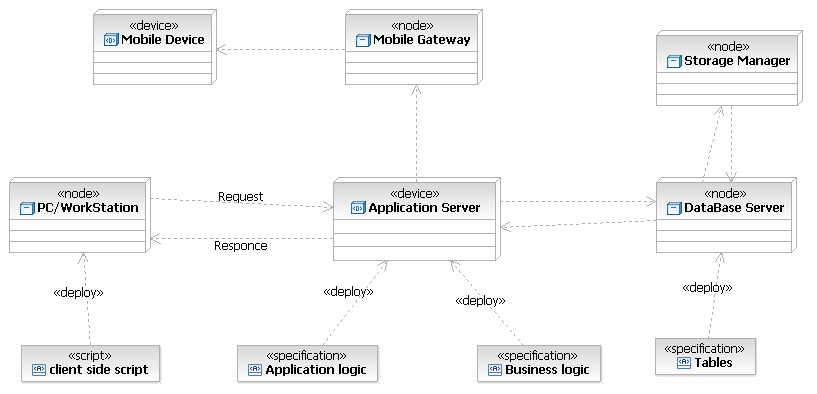 «device»
Mobile Device
«node»
Mobile Gateway
«node»
Storage Manager
«node»
PC/WorkStation
Request
Responce
«device»
Application Server
«node»
DataBase Server
«deploy»
«deploy»
«deploy»
«deploy»
«script»
client side script
«specification»
Application logic
«specification»
Business logic
«specification»
Tables